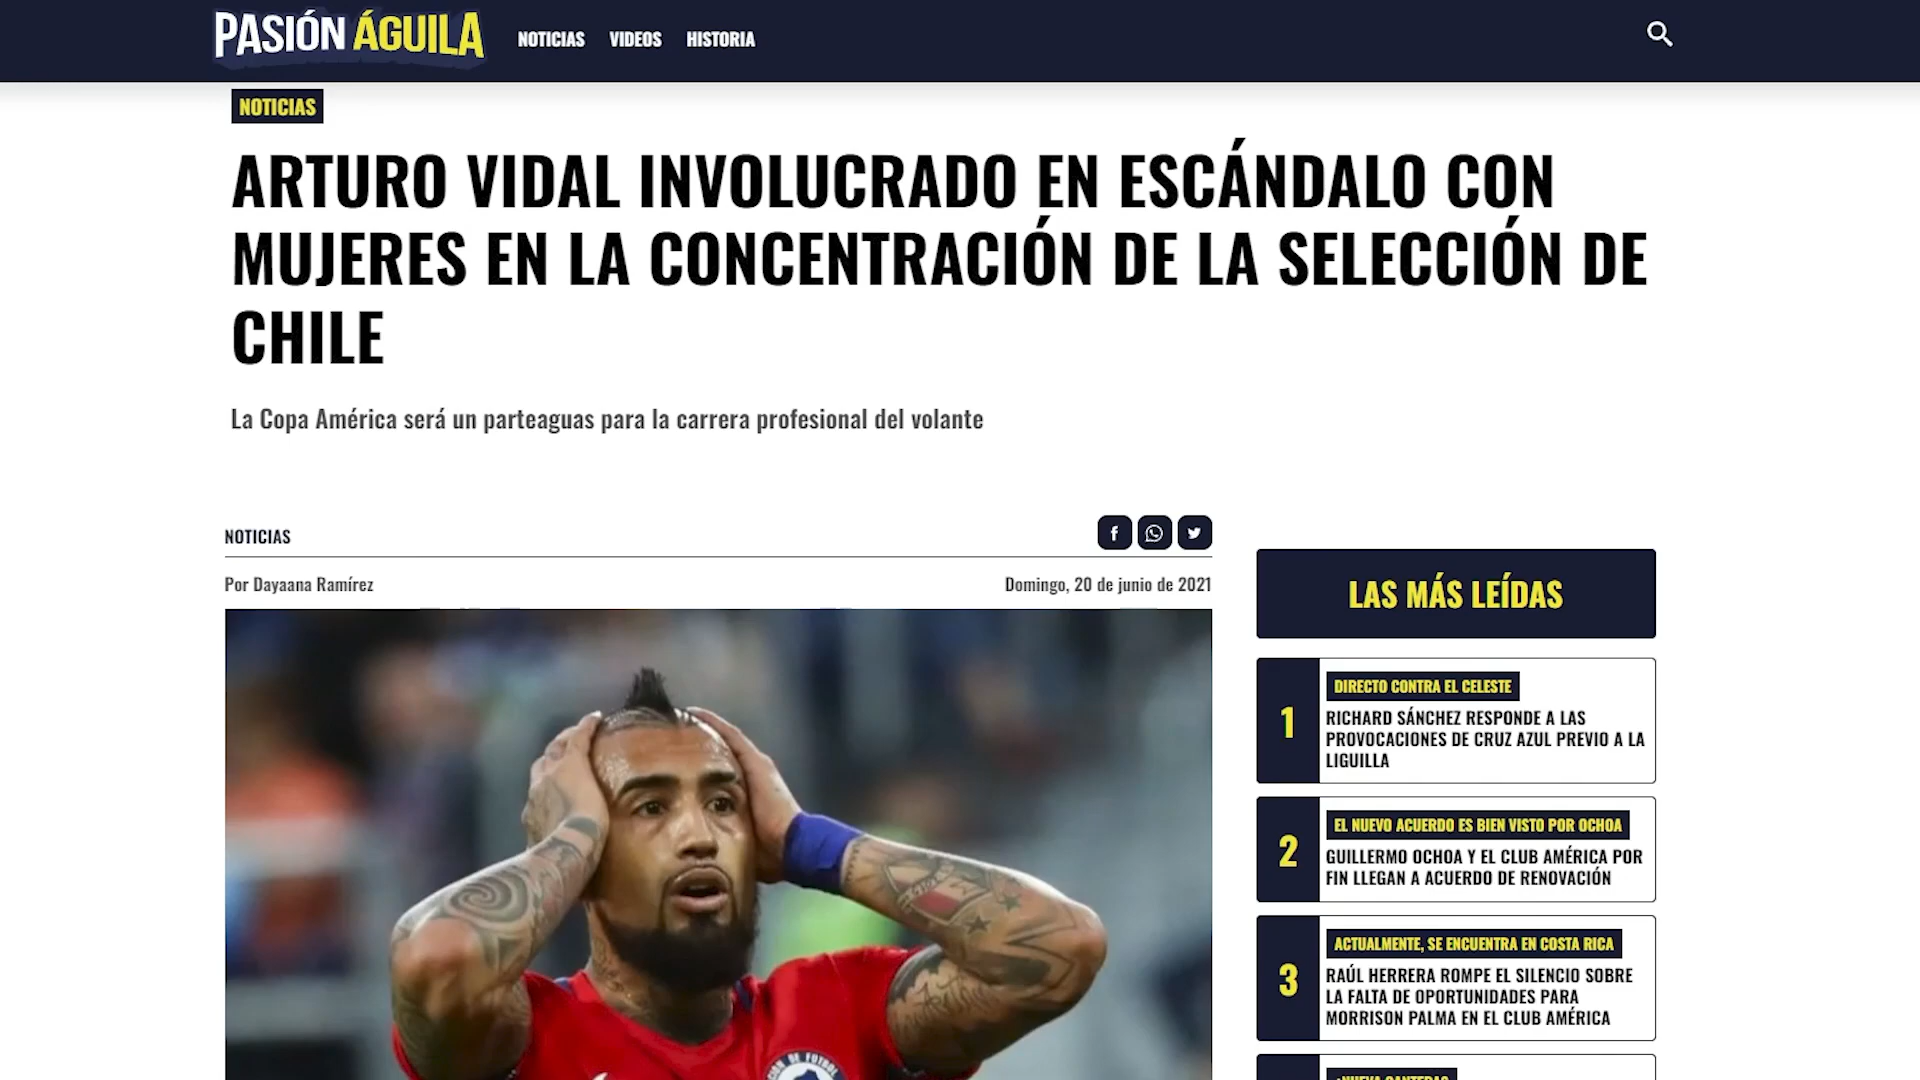 PASIÓN ÁGUILA
NOTICIAS VIDEOS HISTORIA
NOTICIAS
ARTURO VIDAL INVOLUCRADO EN ESCÁNDALO CON
MUJERES EN LA CONCENTRACIÓN DE LA SELECCIÓN DE
CHILE
La Copa América será un parteaguas para la carrera profesional del volante
NOTICIAS
Por Dayaana Ramírez
Domingo, 20 de junio de 2021
LAS MÁS LEÍDAS
1
DIRECTO CONTRA EL CELESTE
RICHARD SÁNCHEZ RESPONDE A LAS
PROVOCACIONES DE CRUZ AZUL PREVIO A LA
LIGUILLA
2
EL NUEVO ACUERDO ES BIEN VISTO POR OCHOA
GUILLERMO OCHOA Y EL CLUB AMÉRICA POR
FIN LLEGAN A ACUERDO DE RENOVACIÓN
3
ACTUALMENTE, SE ENCUENTRA EN COSTA RICA
RAÚL HERRERA ROMPE EL SILENCIO SOBRE
LA FALTA DE OPORTUNIDADES PARA
MORRISON PALMA EN EL CLUB AMÉRICA